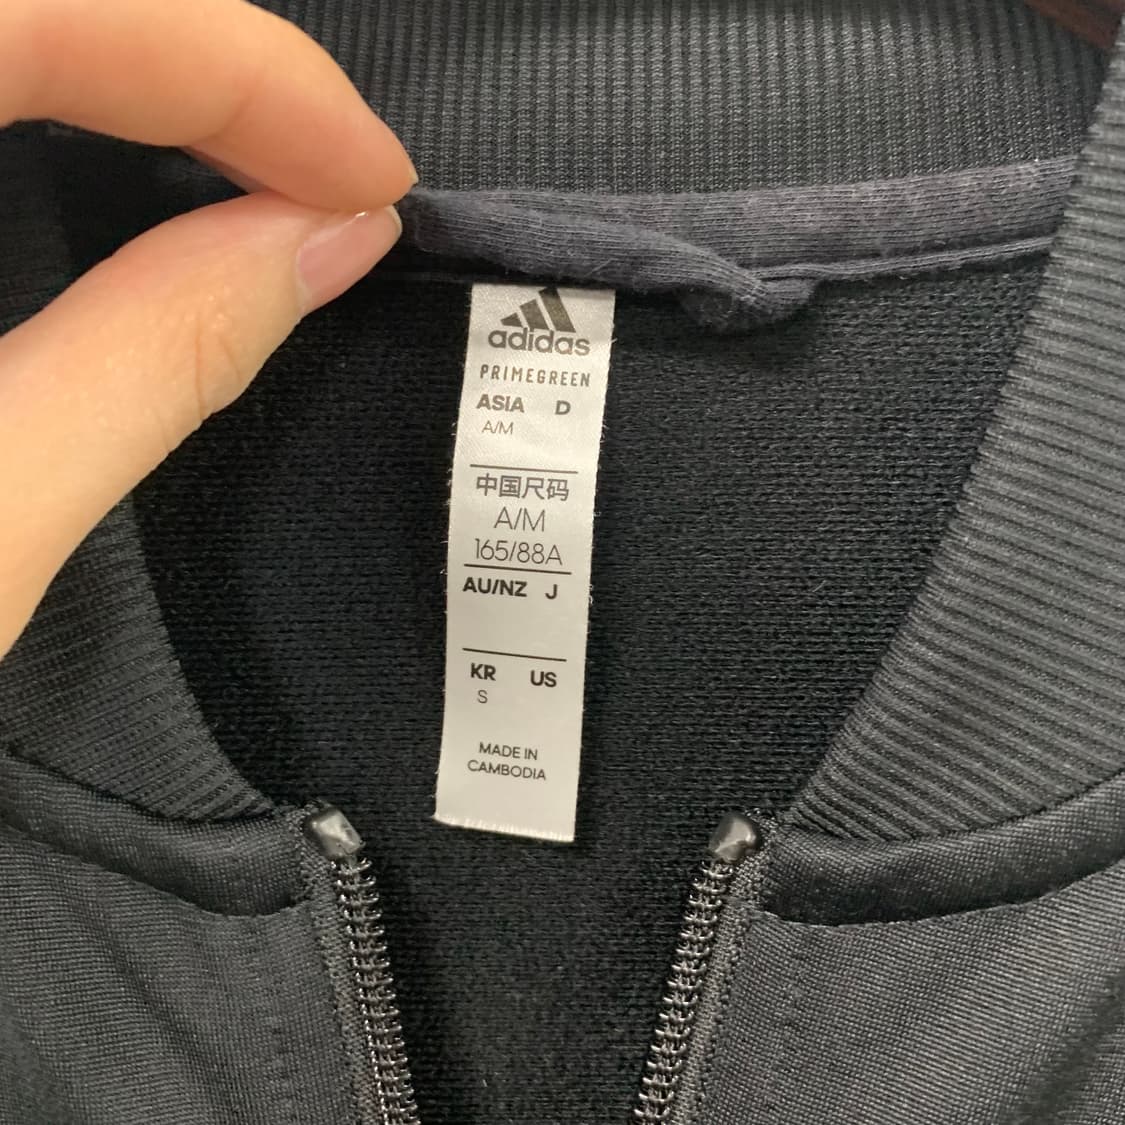 adidas
PRIMEGREEN
ASIA D
A/M
中国尺码
A/M
165/88A
AU/NZ J
KR US
S
MADE IN
CAMBODIA